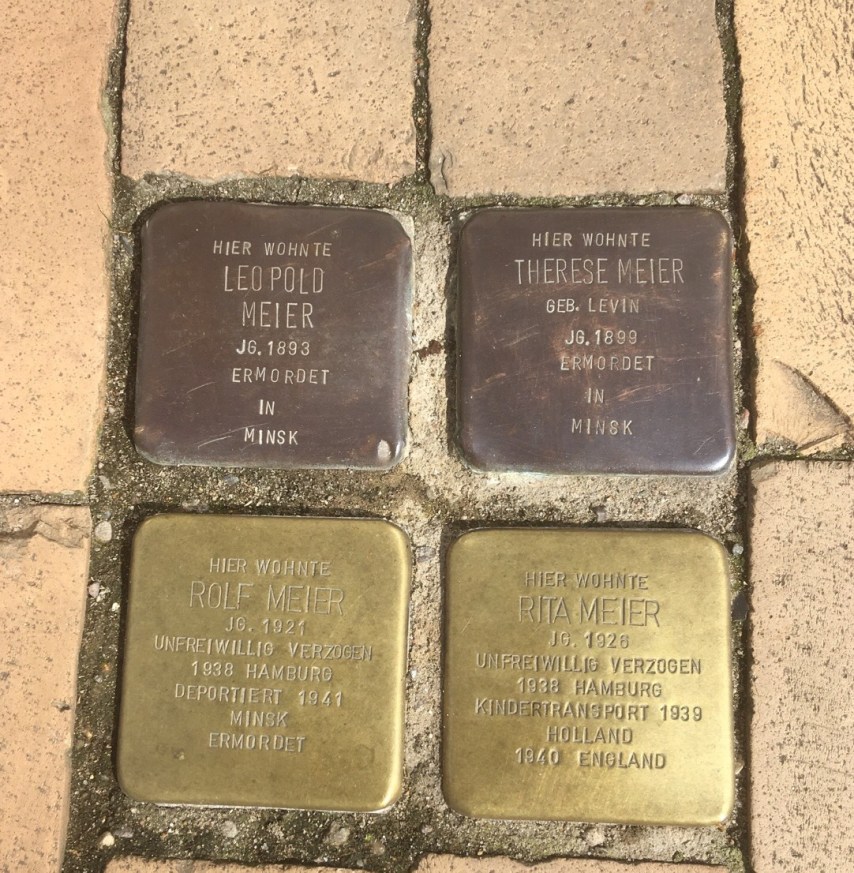 HIER WOHNTE
LEOPOLD
MEIER
JG. 1893
ERMORDET
IN
MINSK
HIER WOHNTE
THERESE MEIER
GEB. LEVIN
JG. 1899
ERMORDET
IN
MINSK
HIER WOHNTE
ROLF MEIER
JG. 1921
UNFREIWILLIG VERZOGEN
1938 HAMBURG
DEPORTIERT 1941
MINSK
ERMORDET
HIER WOHNTE
RITA MEIER
JG. 1926
UNFREIWILLIG VERZOGEN
1938 HAMBURG
KINDERTRANSPORT 1939
HOLLAND
1940 ENGLAND